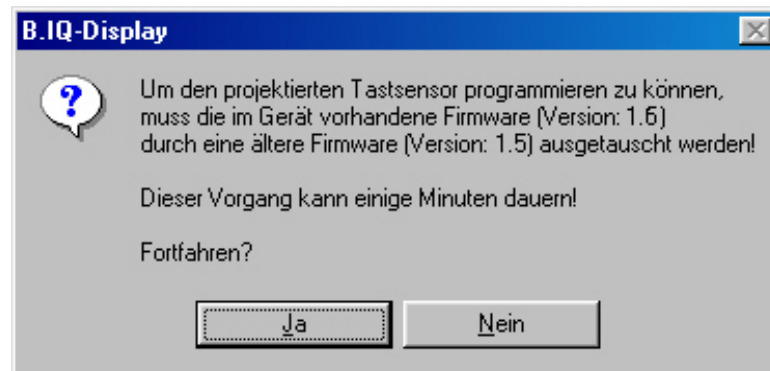 B.IQ-Display
?
Um den projektierten Tastsensor programmieren zu können,
muss die im Gerät vorhandene Firmware (Version: 1.6)
durch eine ältere Firmware (Version: 1.5) ausgetauscht werden!
Dieser Vorgang kann einige Minuten dauern!
Fortfahren?
Ja
Nein